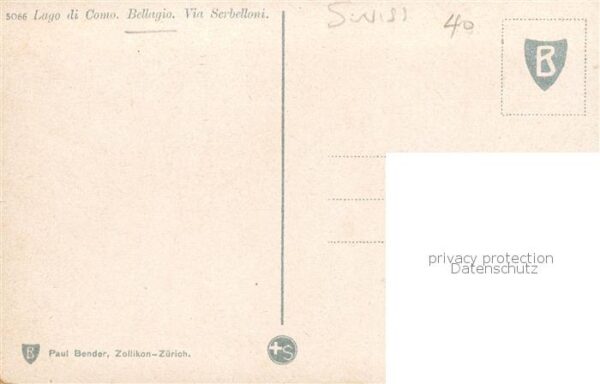 5066 Lago di Como. Bellagio. Via Serbelloni.
Swiss
40
B
privacy protection
Datenschutz
B Paul Bender, Zollikon-Zürich.
+S